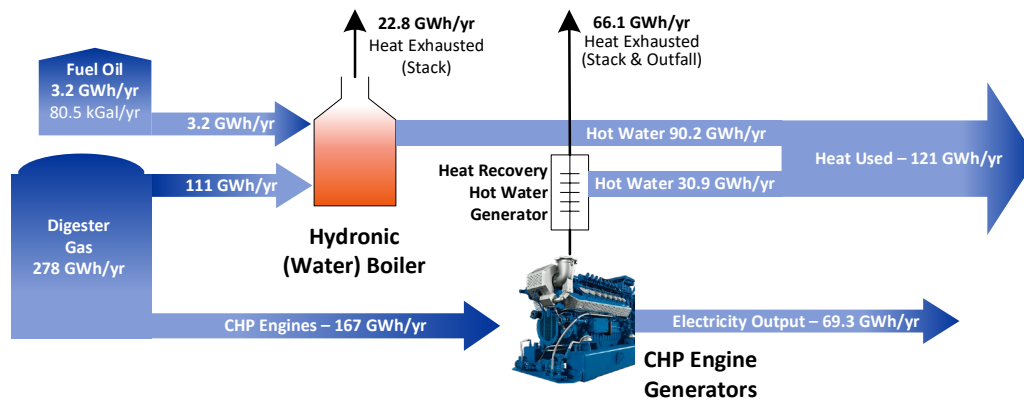 22.8 GWh/yr
Heat Exhausted
(Stack)
66.1 GWh/yr
Heat Exhausted
(Stack & Outfall)
Fuel Oil
3.2 GWh/yr
80.5 kGal/yr
3.2 GWh/yr
Hot Water 90.2 GWh/yr
Heat Used – 121 GWh/yr
111 GWh/yr
Heat Recovery
Hot Water
Generator
Hot Water 30.9 GWh/yr
Digester
Gas
278 GWh/yr
Hydronic
(Water) Boiler
CHP Engines – 167 GWh/yr
Electricity Output – 69.3 GWh/yr
CHP Engine
Generators